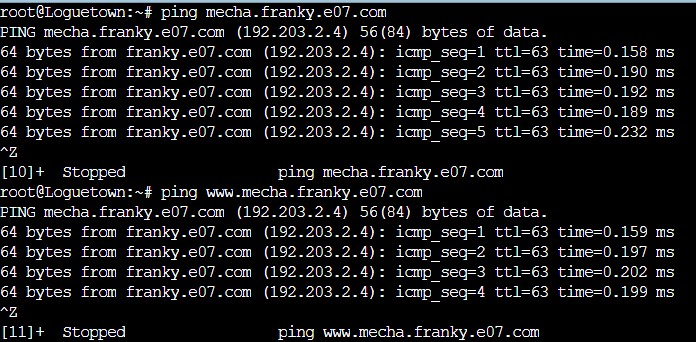 root@Loguetown:~# ping mecha.franky.e07.com
PING mecha.franky.e07.com (192.203.2.4) 56(84) bytes of data.
64 bytes from franky.e07.com (192.203.2.4): icmp_seq=1 ttl=63 time=0.158 ms
64 bytes from franky.e07.com (192.203.2.4): icmp_seq=2 ttl=63 time=0.190 ms
64 bytes from franky.e07.com (192.203.2.4): icmp_seq=3 ttl=63 time=0.192 ms
64 bytes from franky.e07.com (192.203.2.4): icmp_seq=4 ttl=63 time=0.189 ms
64 bytes from franky.e07.com (192.203.2.4): icmp_seq=5 ttl=63 time=0.232 ms
^Z
[10]+  Stopped                 ping mecha.franky.e07.com
root@Loguetown:~# ping www.mecha.franky.e07.com
PING mecha.franky.e07.com (192.203.2.4) 56(84) bytes of data.
64 bytes from franky.e07.com (192.203.2.4): icmp_seq=1 ttl=63 time=0.159 ms
64 bytes from franky.e07.com (192.203.2.4): icmp_seq=2 ttl=63 time=0.197 ms
64 bytes from franky.e07.com (192.203.2.4): icmp_seq=3 ttl=63 time=0.202 ms
64 bytes from franky.e07.com (192.203.2.4): icmp_seq=4 ttl=63 time=0.199 ms
^Z
[11]+  Stopped                 ping www.mecha.franky.e07.com